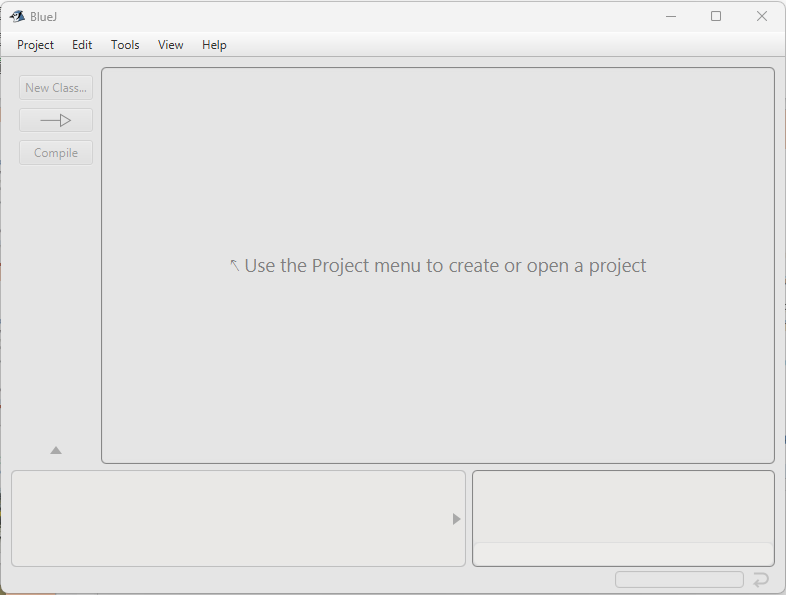 BlueJ
Project Edit Tools View Help
New Class...
Compile
Use the Project menu to create or open a project